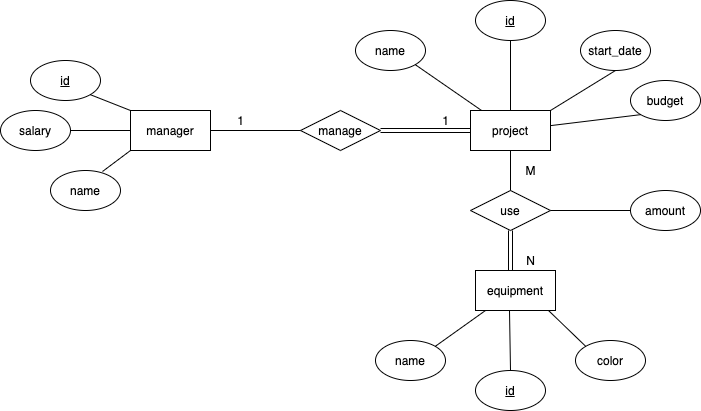 id
name
start_date
id
budget
1
1
salary
manager
manage
project
M
name
use
amount
N
equipment
name
color
id